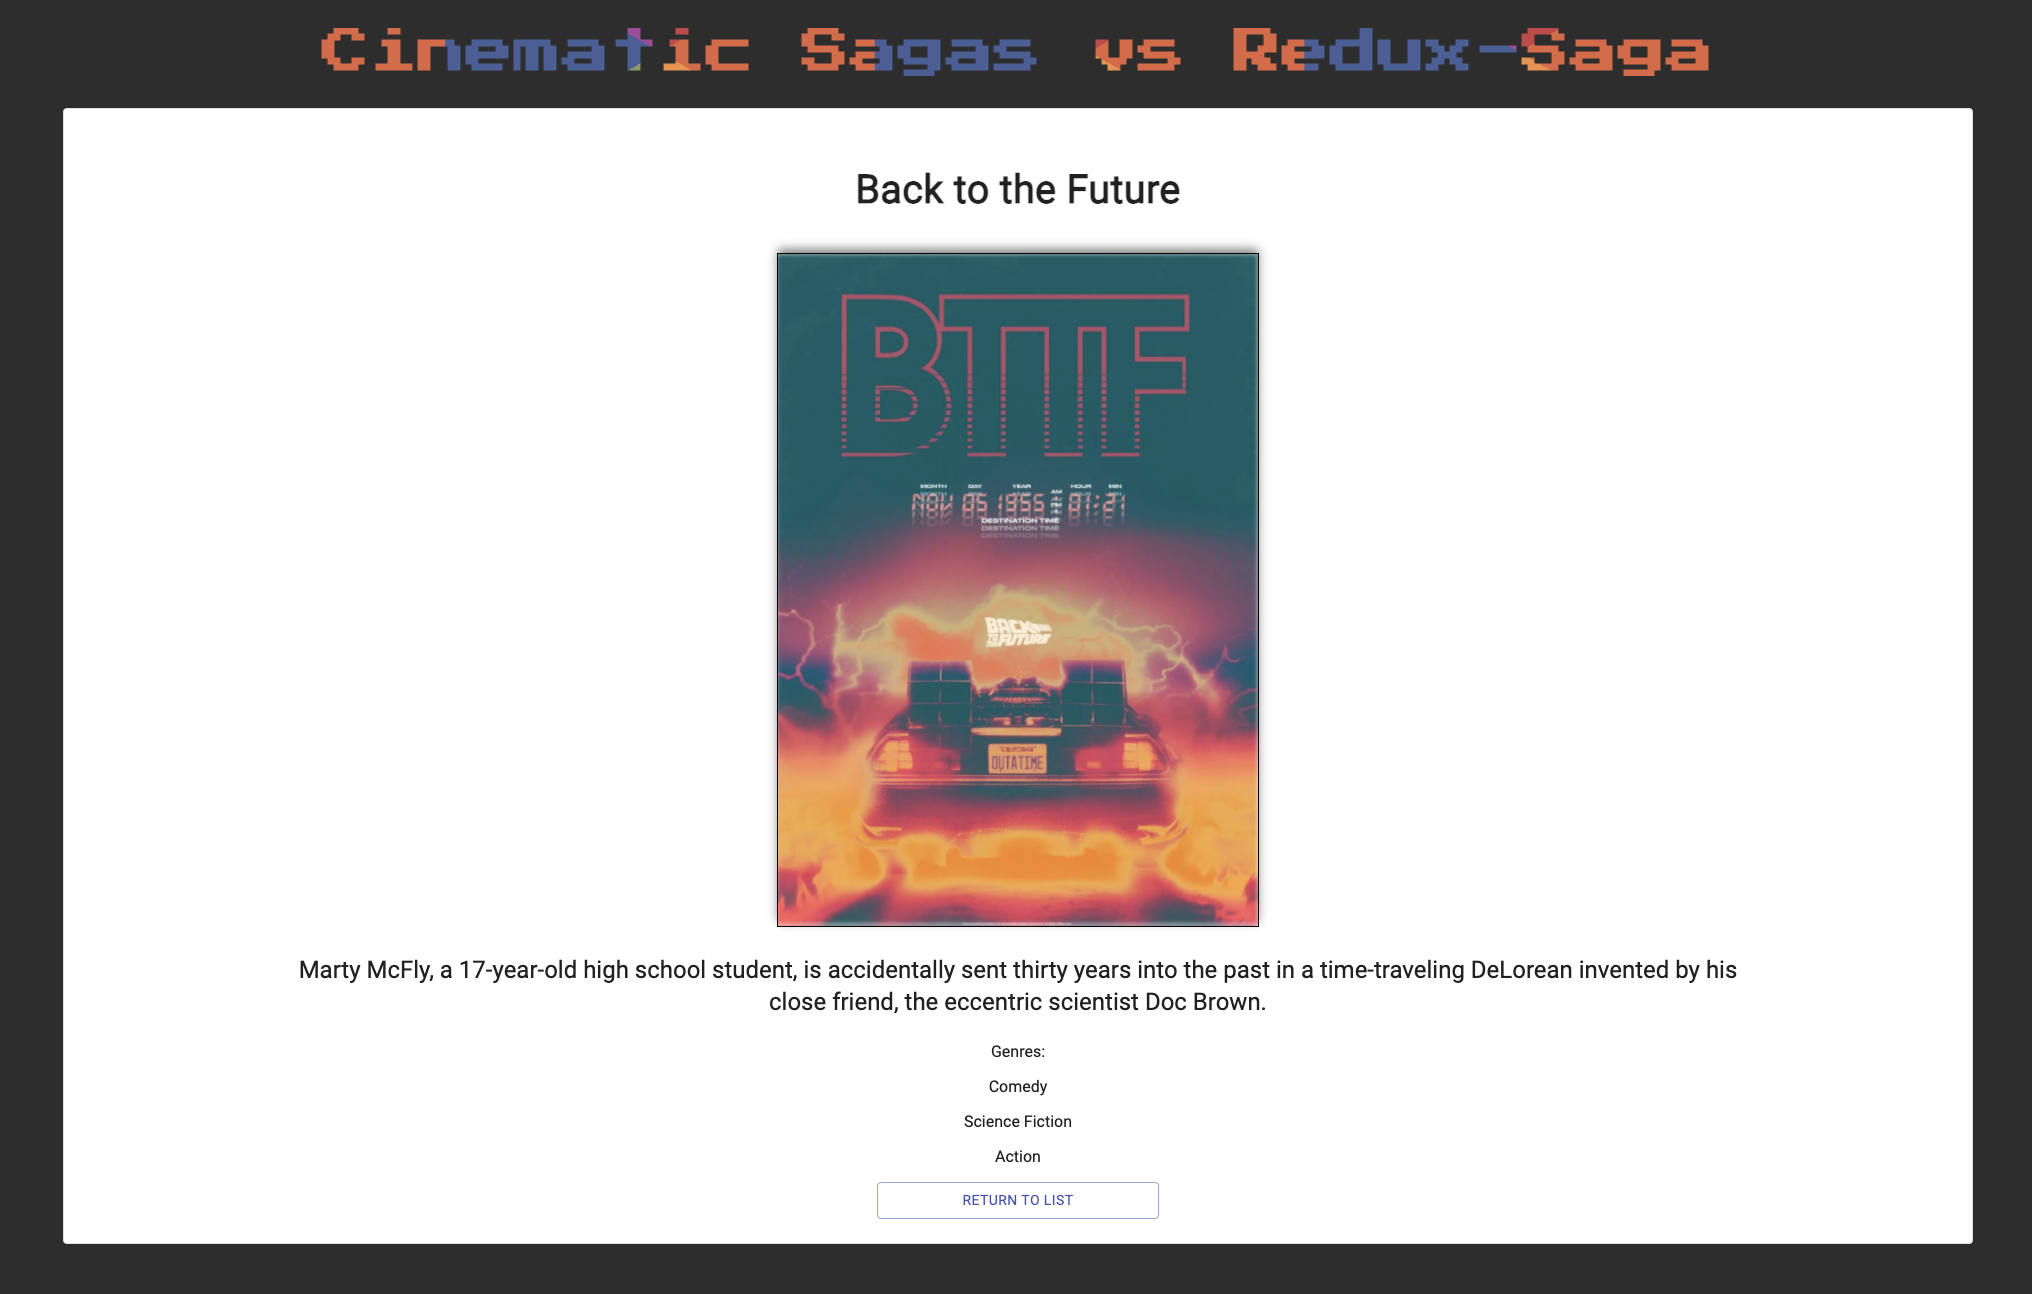 Cinematic Sagas vs Redux-Saga
Back to the Future
BTTF
MONTH DAY YEAR AM PM HOUR MIN
NOV 05 1955 01:21
DESTINATION TIME
DESTINATION TIME
DESTINATION TIME
BACK TO THE FUTURE
CALIFORNIA
OUTATIME
Marty McFly, a 17-year-old high school student, is accidentally sent thirty years into the past in a time-traveling DeLorean invented by his
close friend, the eccentric scientist Doc Brown.
Genres:
Comedy
Science Fiction
Action
RETURN TO LIST